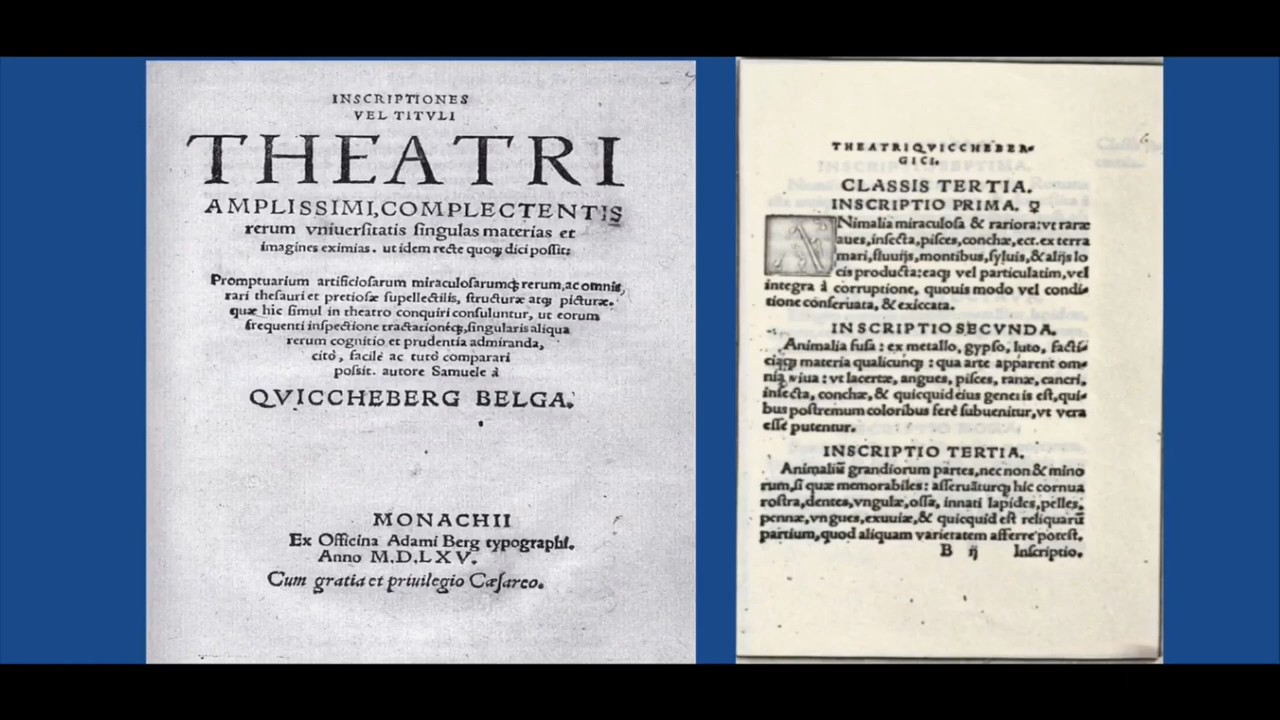 INSCRIPTIONES
VEL TITVLI
THEATRI
AMPLISSIMI, COMPLECTENTIS
rerum vniuerſitatis ſingulas materias et
imagines eximias. ut idem recte quoq; dici poſsit:
Promptuarium artificioſarum miraculoſarumq; rerum, ac omnis,
rari theſauri et pretioſæ ſupellectilis, ſtructuræ atq; picturæ.
quæ hic ſimul in theatro conquiri conſuluntur, ut eorum
frequenti inſpectione tractationéq;, ſingularis aliqua
rerum cognitio et prudentia admiranda,
citò, facilè ac tutò comparari
poſsit. autore Samuele à
QVICCHEBERG BELGA.
MONACHII
Ex Officina Adami Berg typographi.
Anno M.D.LXV.
Cum gratia et priuilegio Cæſareo.
THEATRI QVICCHEBER-
GICI.
CLASSIS TERTIA.
INSCRIPTIO PRIMA. ☿
ANimalia miraculoſa & rariora: vt raræ
aues, inſecta, piſces, conchæ, ect. ex terra
mari, fluuijs, montibus, ſyluis, & alijs lo
cis producta: eaq; vel particulatim, vel
integra à corruptione, quouis modo vel condi-
tione conſeruata, & exiccata.
INSCRIPTIO SECVNDA.
Animalia fuſa: ex metallo, gypſo, luto, facti-
ciaq; materia qualicunq;: qua arte apparent om-
nia viua: vt lacertæ, angues, piſces, ranæ, cancri,
inſecta, conchæ, & quicquid eius generis eſt, qui-
bus poſtremum coloribus ferè ſubuenitur, vt vera
eſſe putentur.
INSCRIPTIO TERTIA.
Animaliū grandiorum partes, nec non & mino
rum, ſi quæ memorabiles: aſſeruāturq; hic cornua
roſtra, dentes, vngulæ, oſſa, innati lapides, pelles,
pennæ, vngues, exuuiæ, & quicquid eſt reliquarū
partium, quod aliquam varietatem afferre poteſt.
B ij Inſcriptio.